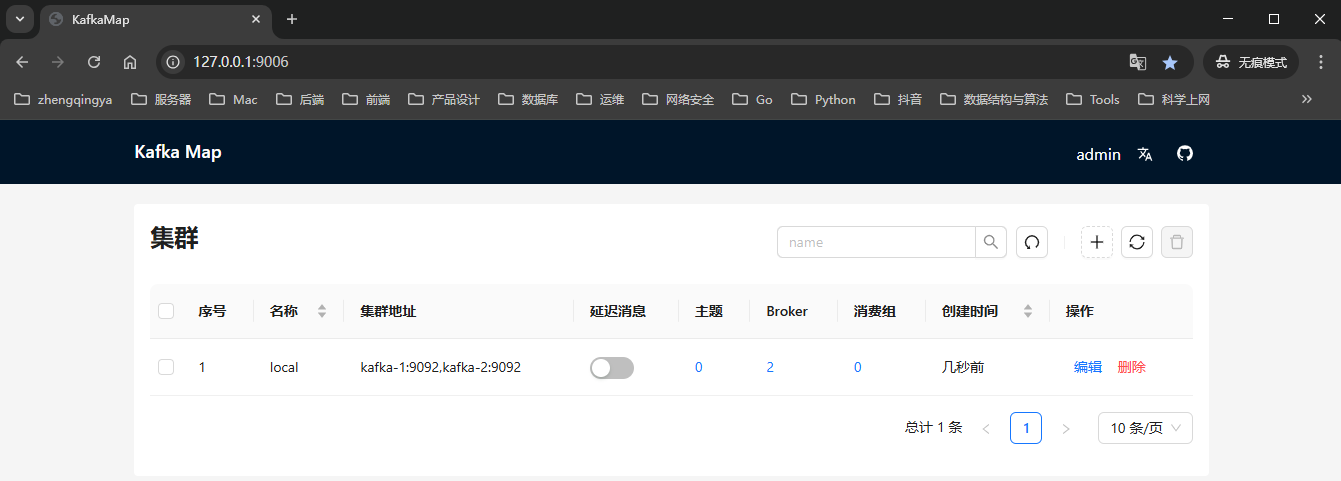 KafkaMap
127.0.0.1:9006 无痕模式
zhengqingya 服务器 Mac 后端 前端 产品设计 数据库 运维 网络安全 Go Python 抖音 数据结构与算法 Tools 科学上网
Kafka Map admin
集群 name
序号 名称 集群地址 延迟消息 主题 Broker 消费组 创建时间 操作
1 local kafka-1:9092,kafka-2:9092 0 2 0 几秒前 编辑 删除
总计 1 条 1 10 条/页